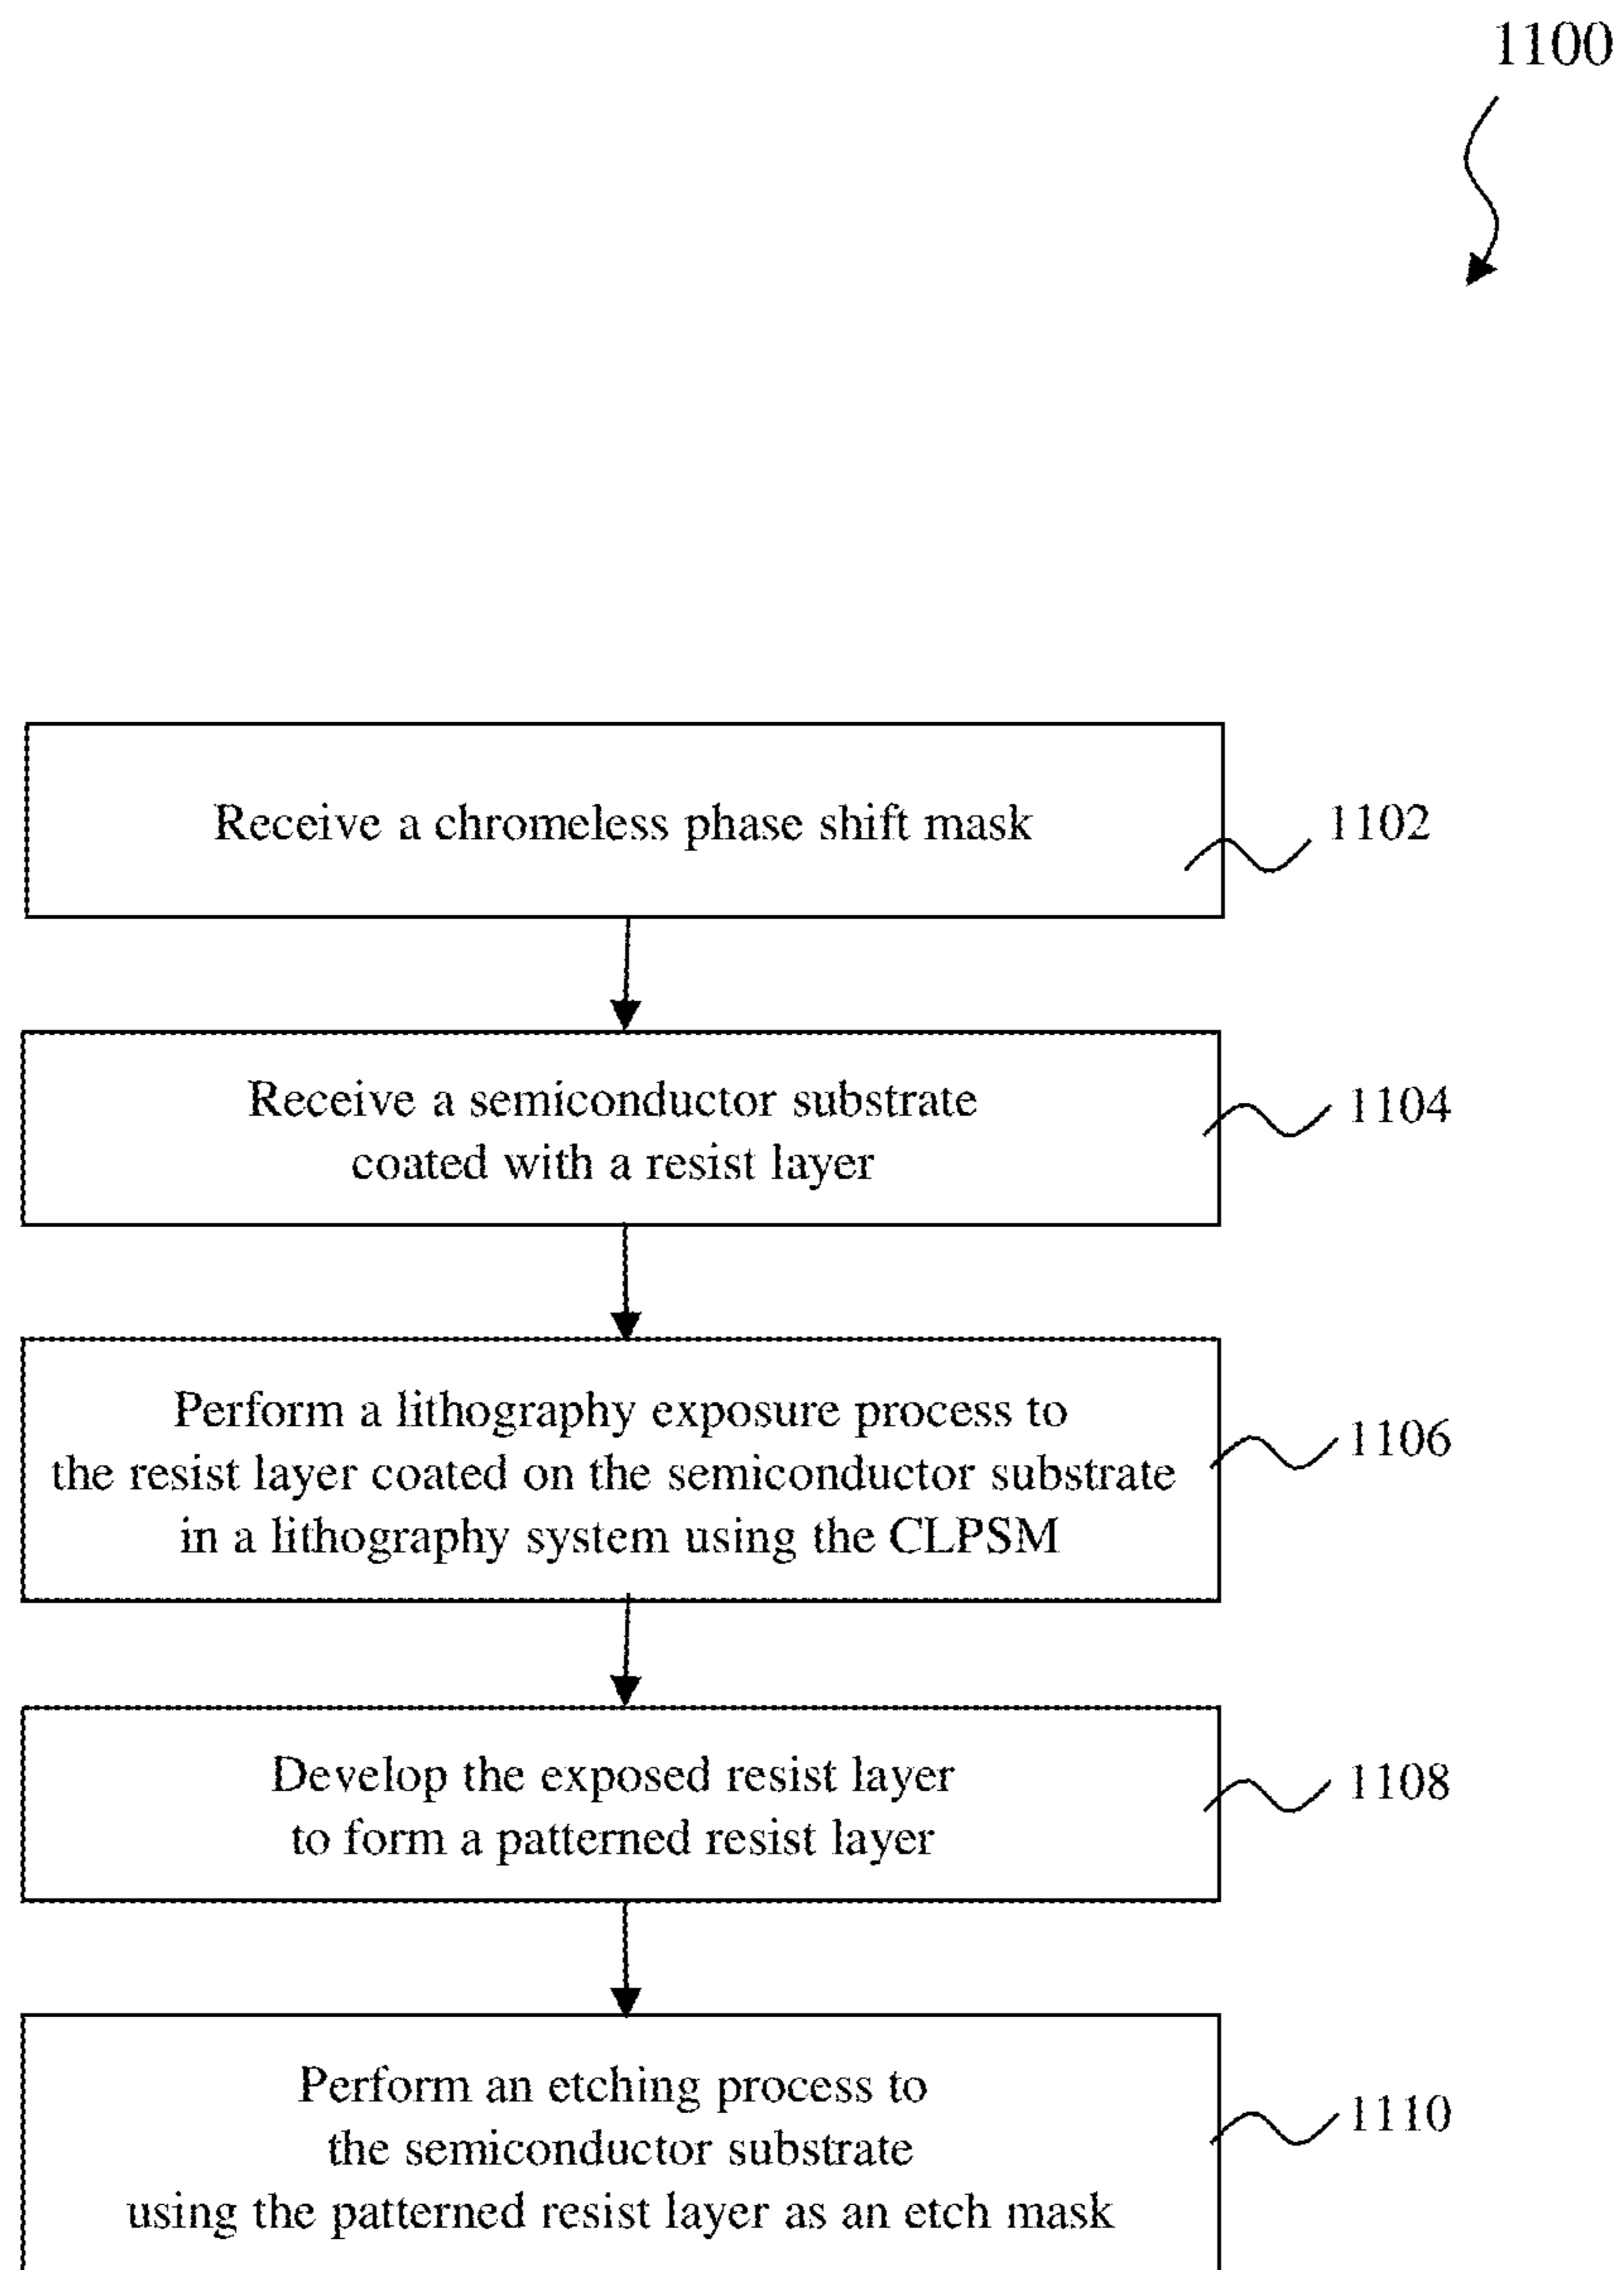 1100
Receive a chromeless phase shift mask
1102
Receive a semiconductor substrate
coated with a resist layer
1104
Perform a lithography exposure process to
the resist layer coated on the semiconductor substrate
in a lithography system using the CLPSM
1106
Develop the exposed resist layer
to form a patterned resist layer
1108
Perform an etching process to
the semiconductor substrate
using the patterned resist layer as an etch mask
1110